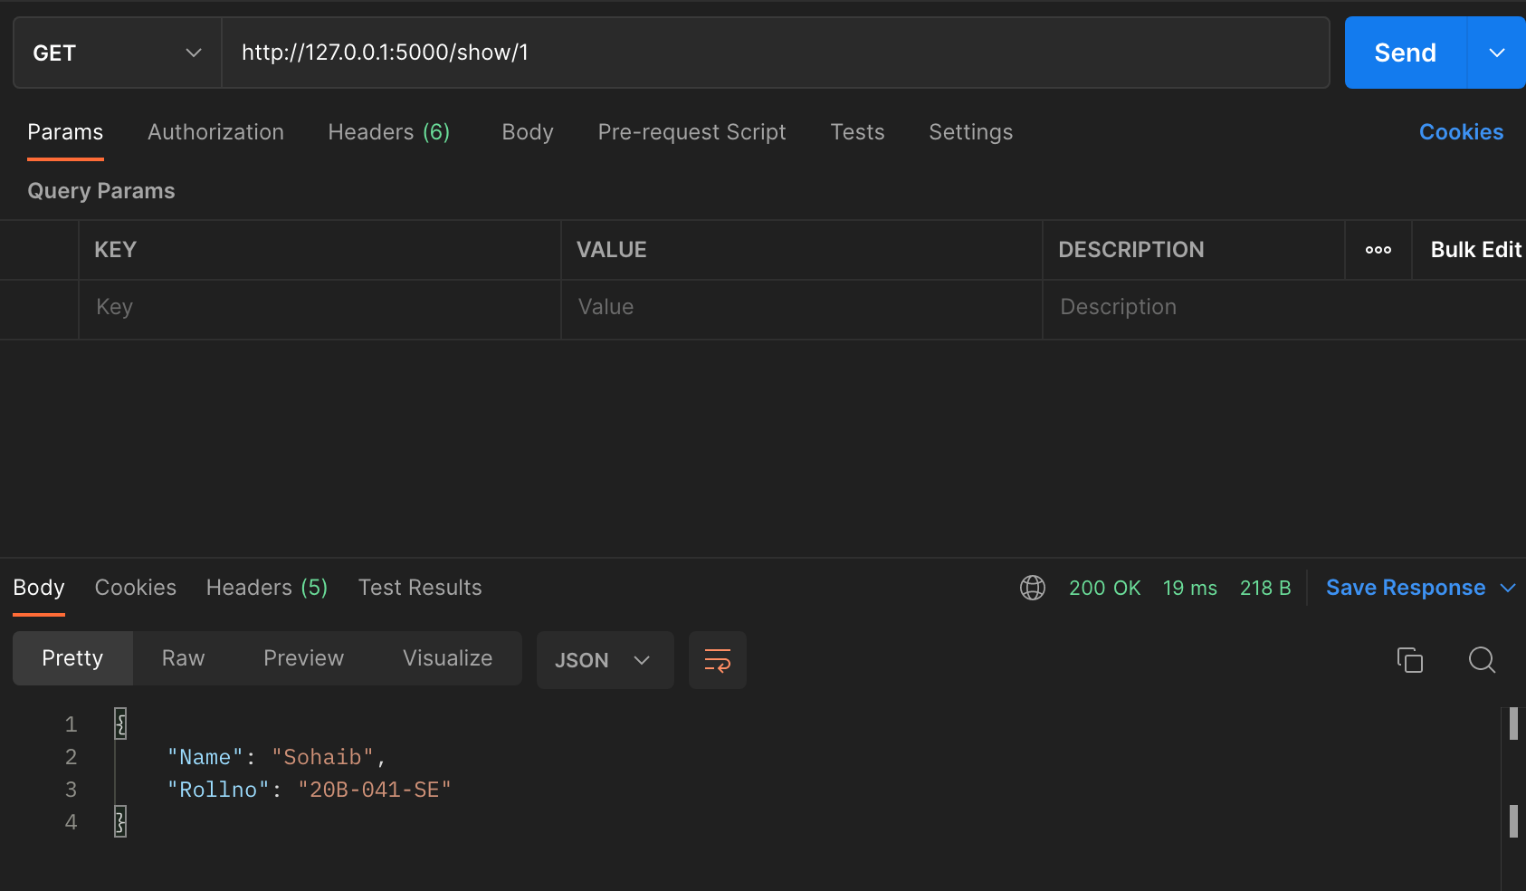 GET http://127.0.0.1:5000/show/1 Send
Params Authorization Headers (6) Body Pre-request Script Tests Settings Cookies
Query Params
KEY VALUE DESCRIPTION ooo Bulk Edit
Key Value Description
Body Cookies Headers (5) Test Results 200 OK 19 ms 218 B Save Response
Pretty Raw Preview Visualize JSON
1 {
2 "Name": "Sohaib",
3 "Rollno": "20B-041-SE"
4 }